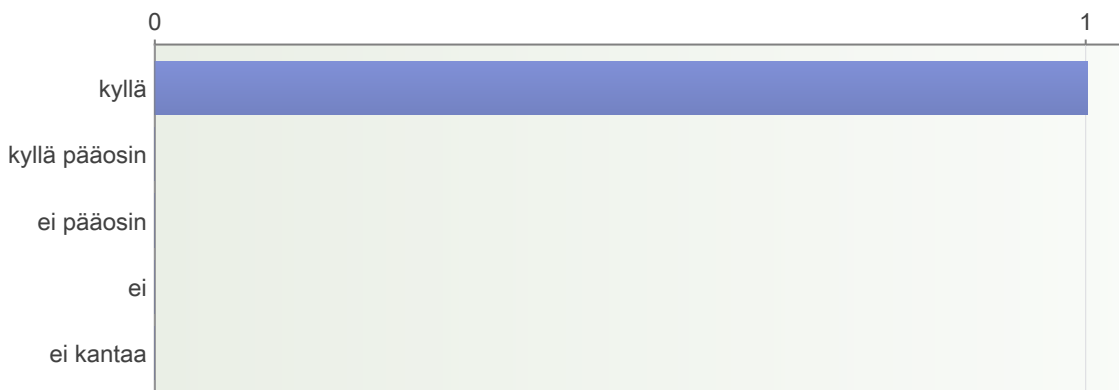 0 1
kyllä
kyllä pääosin
ei pääosin
ei
ei kantaa